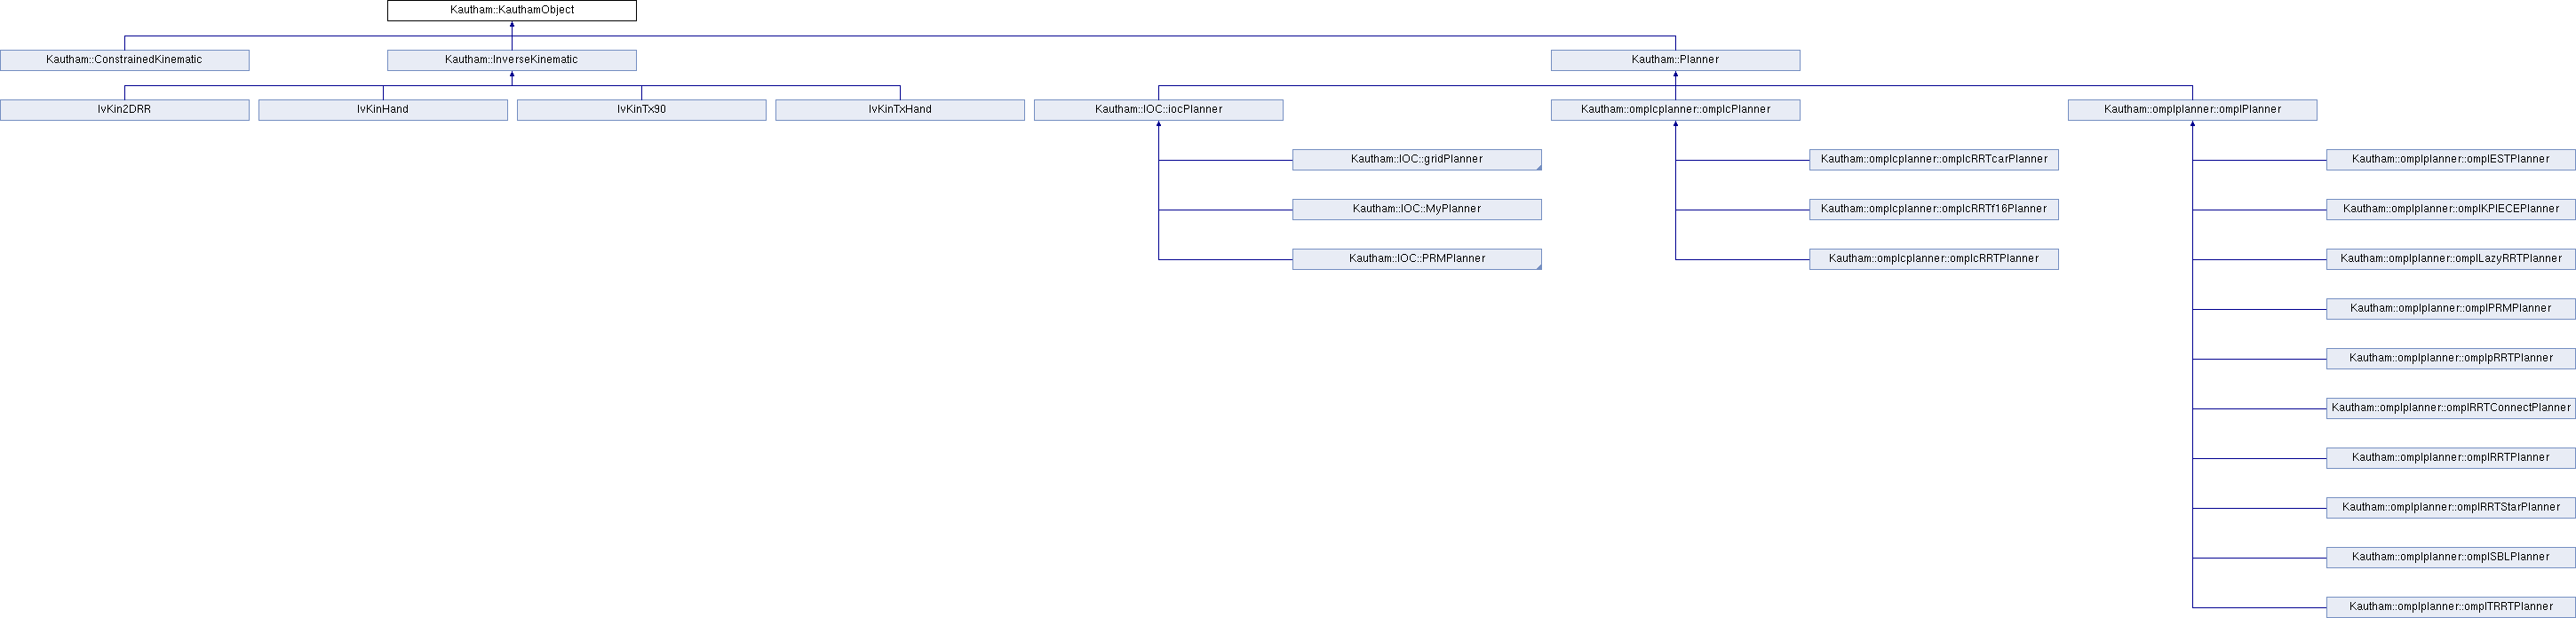 Kautham::KauthamObject
Kautham::ConstrainedKinematic
Kautham::InverseKinematic
Kautham::Planner
IvKin2DRR
IvKinHand
IvKinTx90
IvKinTxHand
Kautham::IOC::iocPlanner
Kautham::omplcplanner::omplcPlanner
Kautham::omplplanner::omplPlanner
Kautham::IOC::gridPlanner
Kautham::omplcplanner::omplcRRTcarPlanner
Kautham::omplplanner::omplESTPlanner
Kautham::IOC::MyPlanner
Kautham::omplcplanner::omplcRRTf16Planner
Kautham::omplplanner::omplKPIECEPlanner
Kautham::IOC::PRMPlanner
Kautham::omplcplanner::omplcRRTPlanner
Kautham::omplplanner::omplLazyRRTPlanner
Kautham::omplplanner::omplPRMPlanner
Kautham::omplplanner::omplpRRTPlanner
Kautham::omplplanner::omplRRTConnectPlanner
Kautham::omplplanner::omplRRTPlanner
Kautham::omplplanner::omplRRTStarPlanner
Kautham::omplplanner::omplSBLPlanner
Kautham::omplplanner::omplTRRTPlanner